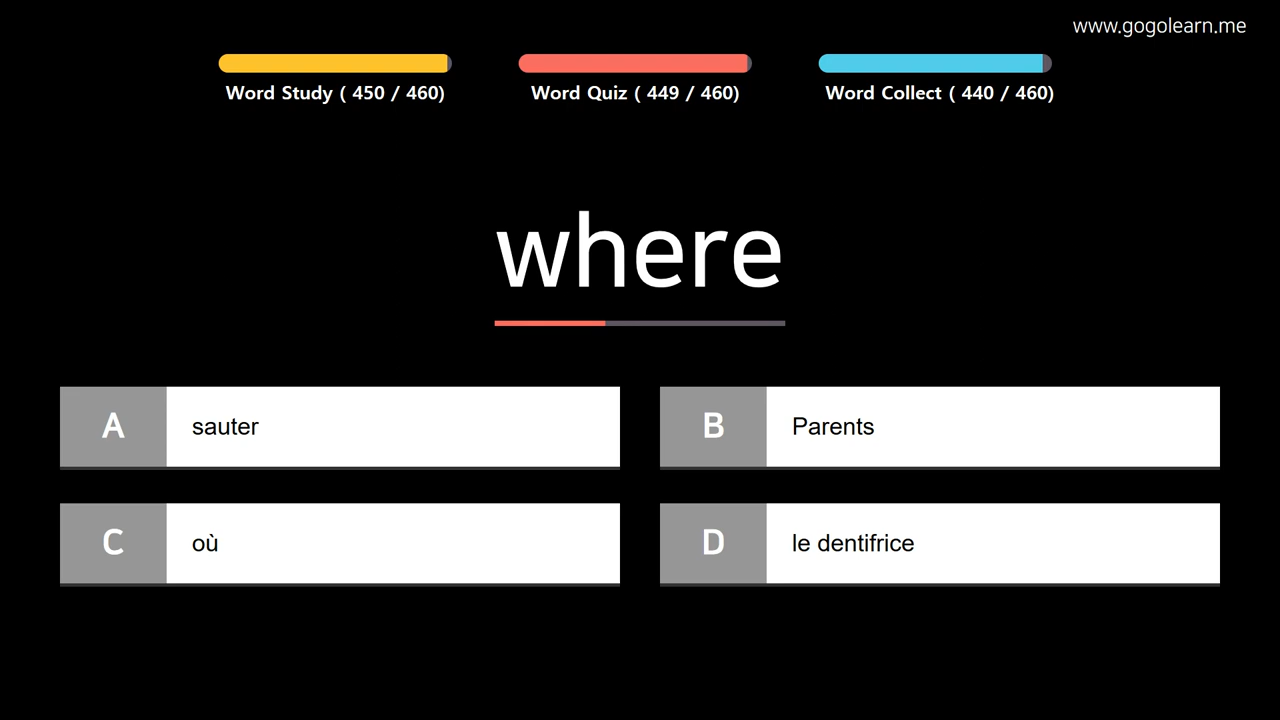 www.gogolearn.me
Word Study ( 450 / 460)
Word Quiz ( 449 / 460)
Word Collect ( 440 / 460)
where
A
sauter
B
Parents
C
où
D
le dentifrice